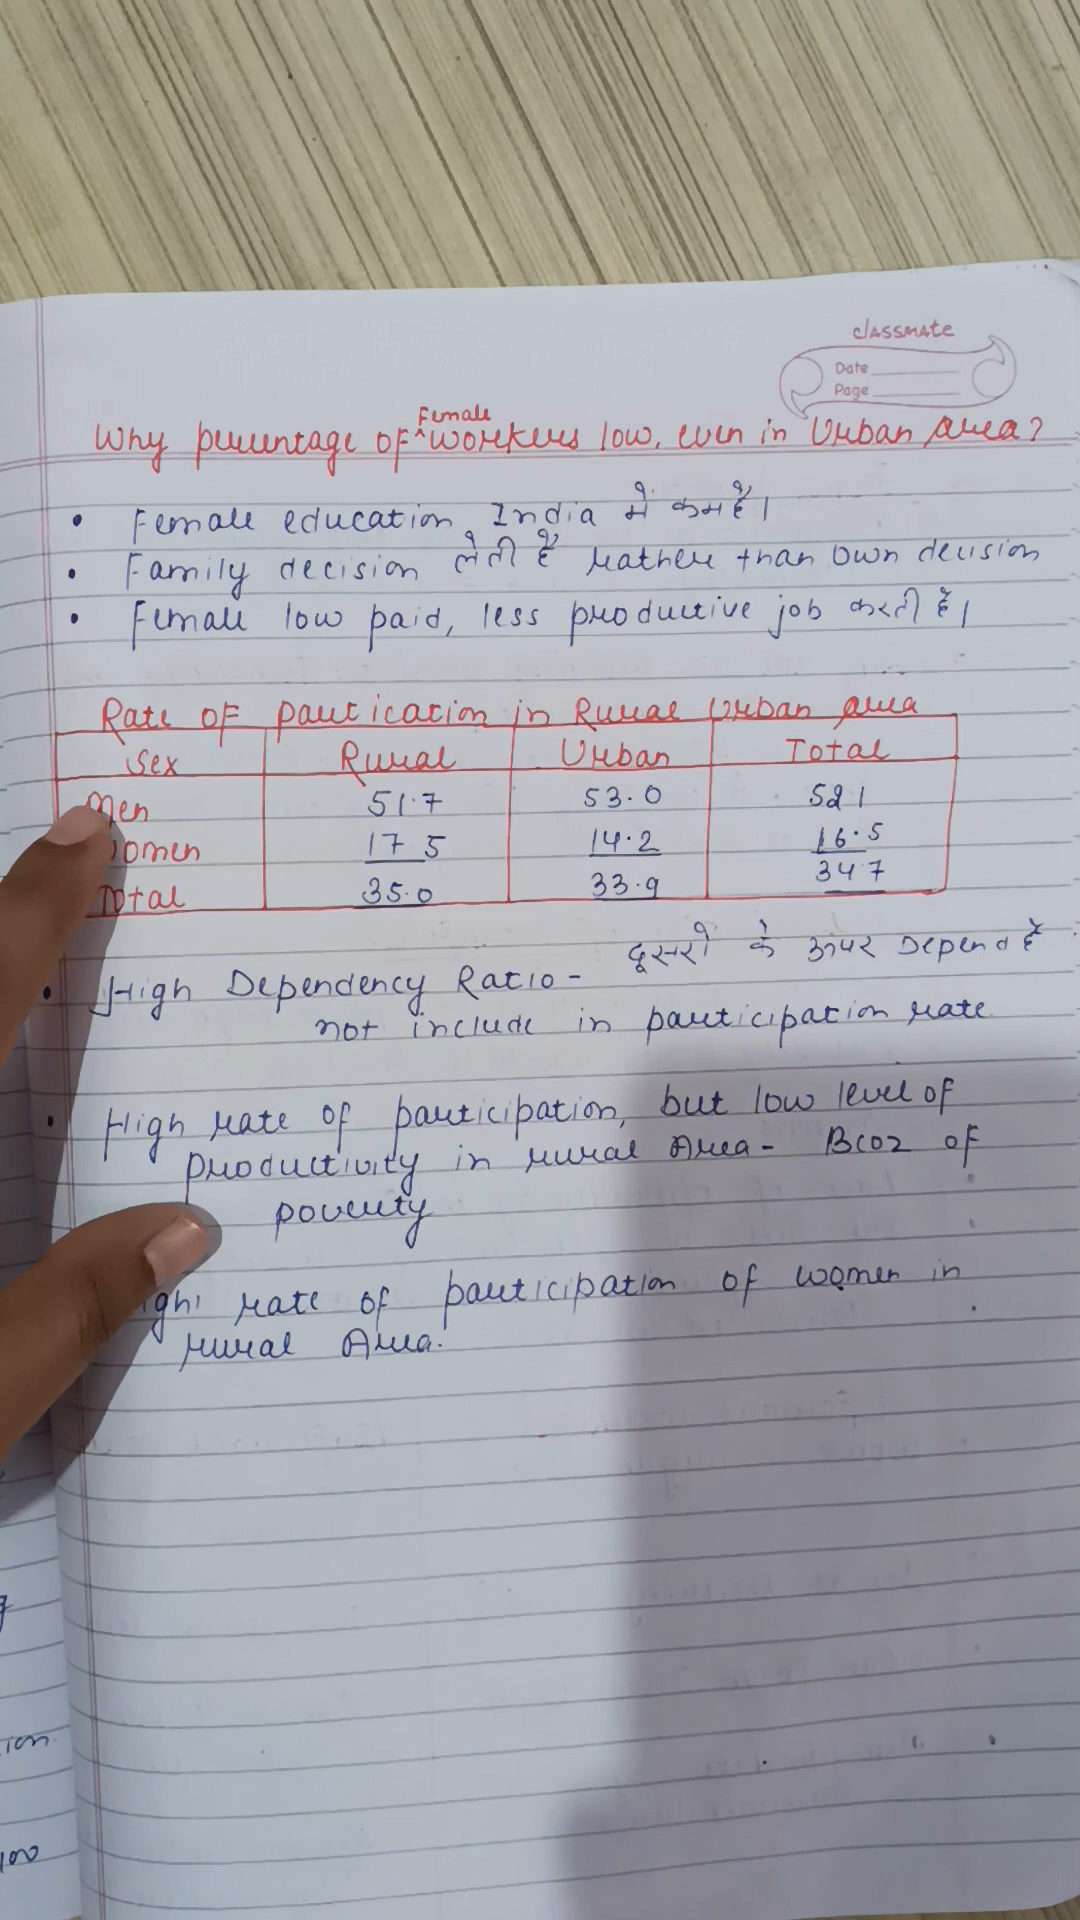 classmate
Date
Page
Why percentage of ^Female workers low, even in Urban Area?
• Female education India में कम है।
• Family decision लेती है rather than own decision
• Female low paid, less productive job करती है।
Rate of partication in Rural Urban area
Sex Rural Urban Total
Men 51.7 53.0 52.1
women 17.5 14.2 16.5
Total 35.0 33.9 34.7
• High Dependency Ratio - दूसरो के ऊपर Depend है
not include in participation rate
• High rate of participation, but low level of
productivity in rural Area - Bcoz of
poverty
rate of participation of women in
rural Area.
ion